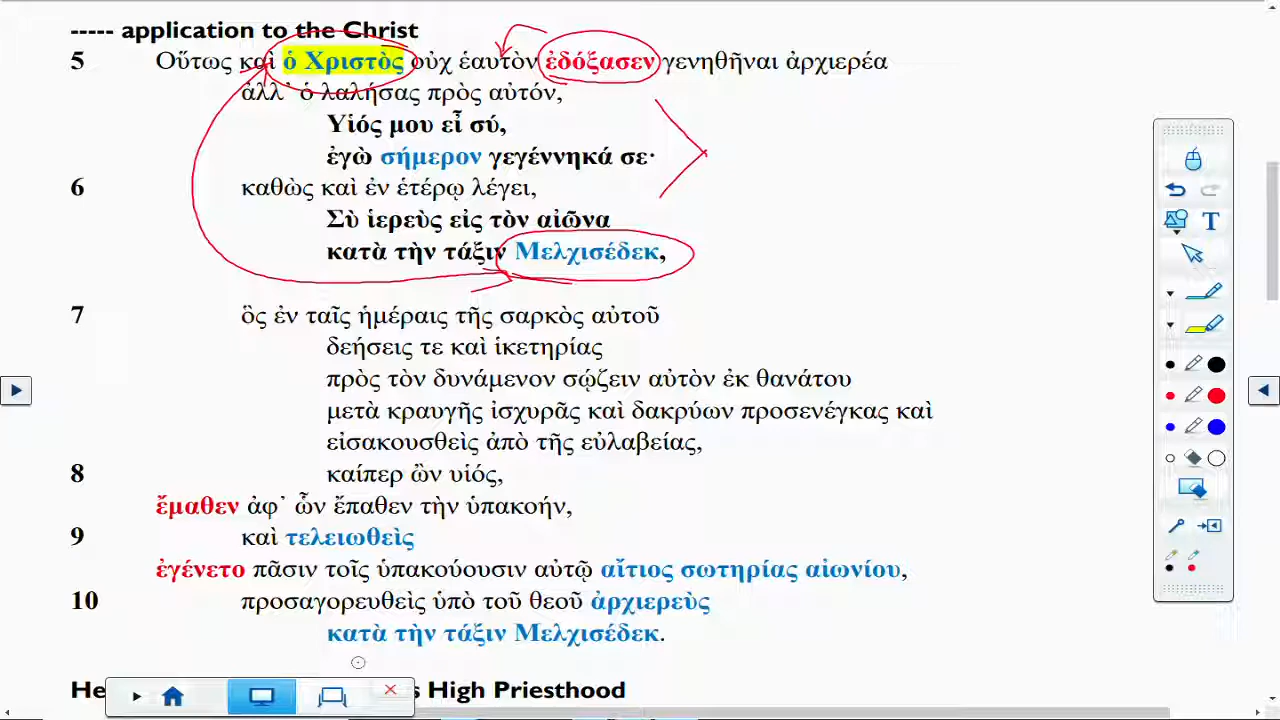 ----- application to the Christ
5 Οὕτως καὶ ὁ Χριστὸς οὐχ ἑαυτὸν ἐδόξασεν γενηθῆναι ἀρχιερέα
ἀλλ᾽ ὁ λαλήσας πρὸς αὐτόν,
Υἱός μου εἶ σύ,
ἐγὼ σήμερον γεγέννηκά σε·
6 καθὼς καὶ ἐν ἑτέρῳ λέγει,
Σὺ ἱερεὺς εἰς τὸν αἰῶνα
κατὰ τὴν τάξιν Μελχισέδεκ,
7 ὃς ἐν ταῖς ἡμέραις τῆς σαρκὸς αὐτοῦ
δεήσεις τε καὶ ἱκετηρίας
πρὸς τὸν δυνάμενον σῴζειν αὐτὸν ἐκ θανάτου
μετὰ κραυγῆς ἰσχυρᾶς καὶ δακρύων προσενέγκας καὶ
εἰσακουσθεὶς ἀπὸ τῆς εὐλαβείας,
8 καίπερ ὢν υἱός,
ἔμαθεν ἀφ᾽ ὧν ἔπαθεν τὴν ὑπακοήν,
9 καὶ τελειωθεὶς
ἐγένετο πᾶσιν τοῖς ὑπακούουσιν αὐτῷ αἴτιος σωτηρίας αἰωνίου,
10 προσαγορευθεὶς ὑπὸ τοῦ θεοῦ ἀρχιερεὺς
κατὰ τὴν τάξιν Μελχισέδεκ.
High Priesthood
T